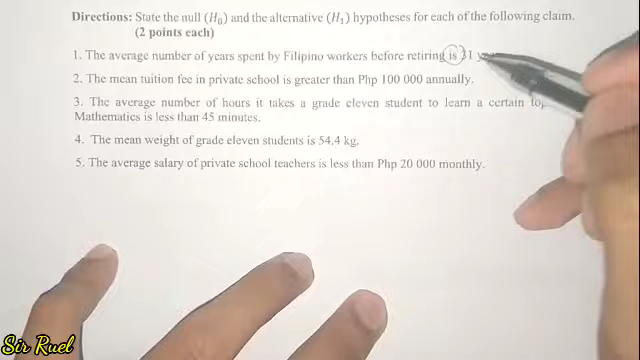 Directions: State the null (H₀) and the alternative (H₁) hypotheses for each of the following claim.
(2 points each)
1. The average number of years spent by Filipino workers before retiring is 31
2. The mean tuition fee in private school is greater than Php 100 000 annually.
3. The average number of hours it takes a grade eleven student to learn a certain
Mathematics is less than 45 minutes.
4. The mean weight of grade eleven students is 54.4 kg.
5. The average salary of private school teachers is less than Php 20 000 monthly.
Sir Ruel